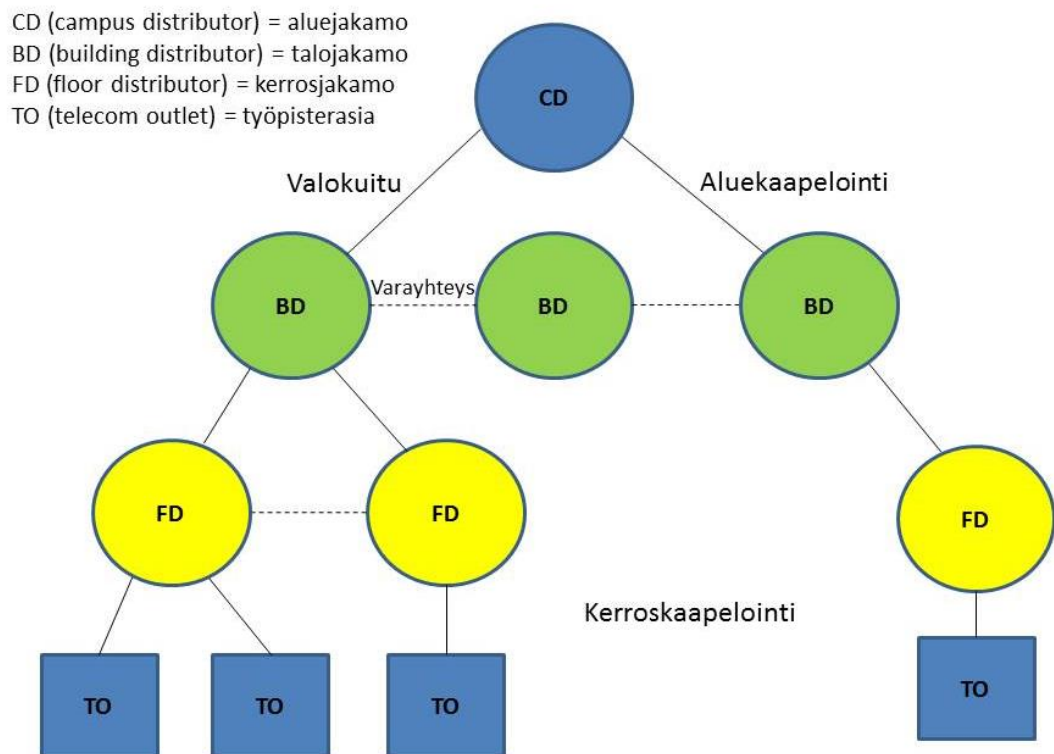 CD (campus distributor) = aluejakamo
BD (building distributor) = talojakamo
FD (floor distributor) = kerrosjakamo
TO (telecom outlet) = työpisterasia
CD
Valokuitu
Aluekaapelointi
BD
Varayhteys
BD
BD
FD
FD
FD
Kerroskaapelointi
TO
TO
TO
TO